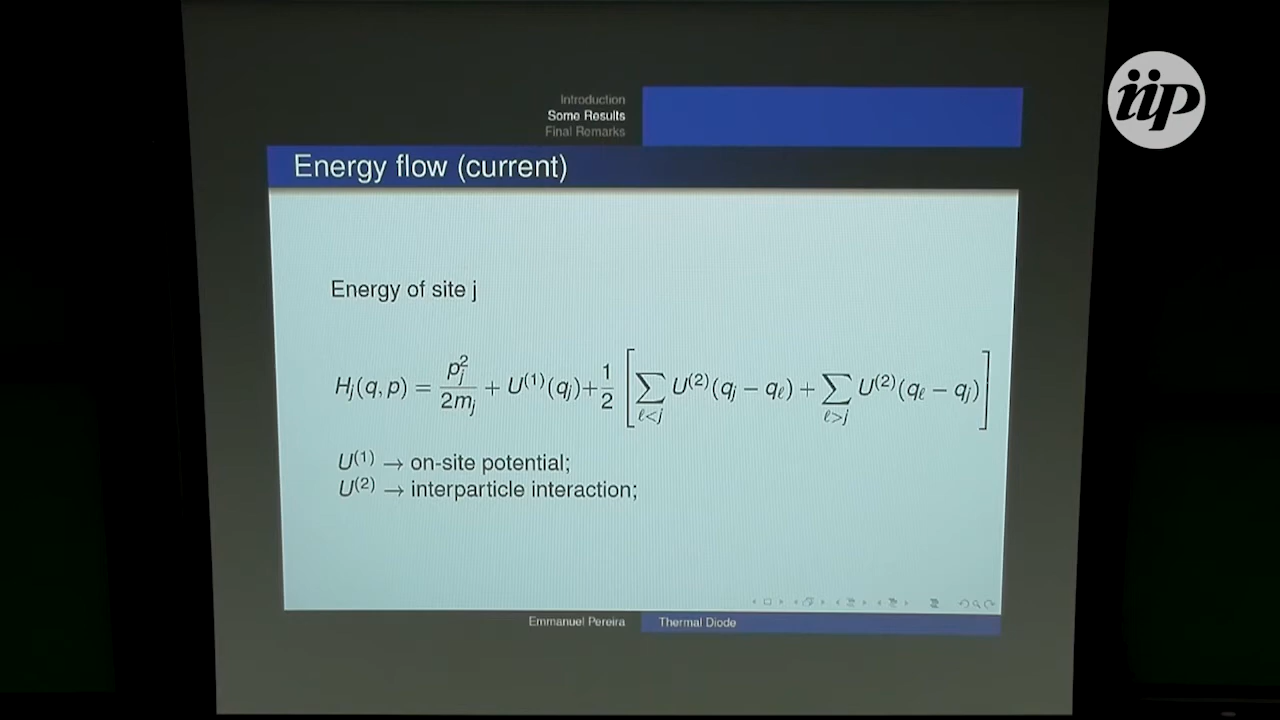 iip
Introduction
Some Results
Final Remarks
Energy flow (current)
Energy of site j
H_j(q, p) = \frac{p_j^2}{2m_j} + U^{(1)}(q_j) + \frac{1}{2} \left[ \sum_{\ell<j} U^{(2)}(q_j − q_\ell) + \sum_{\ell>j} U^{(2)}(q_\ell − q_j) \right]
U^{(1)} → on-site potential;
U^{(2)} → interparticle interaction;
Emmanuel Pereira Thermal Diode